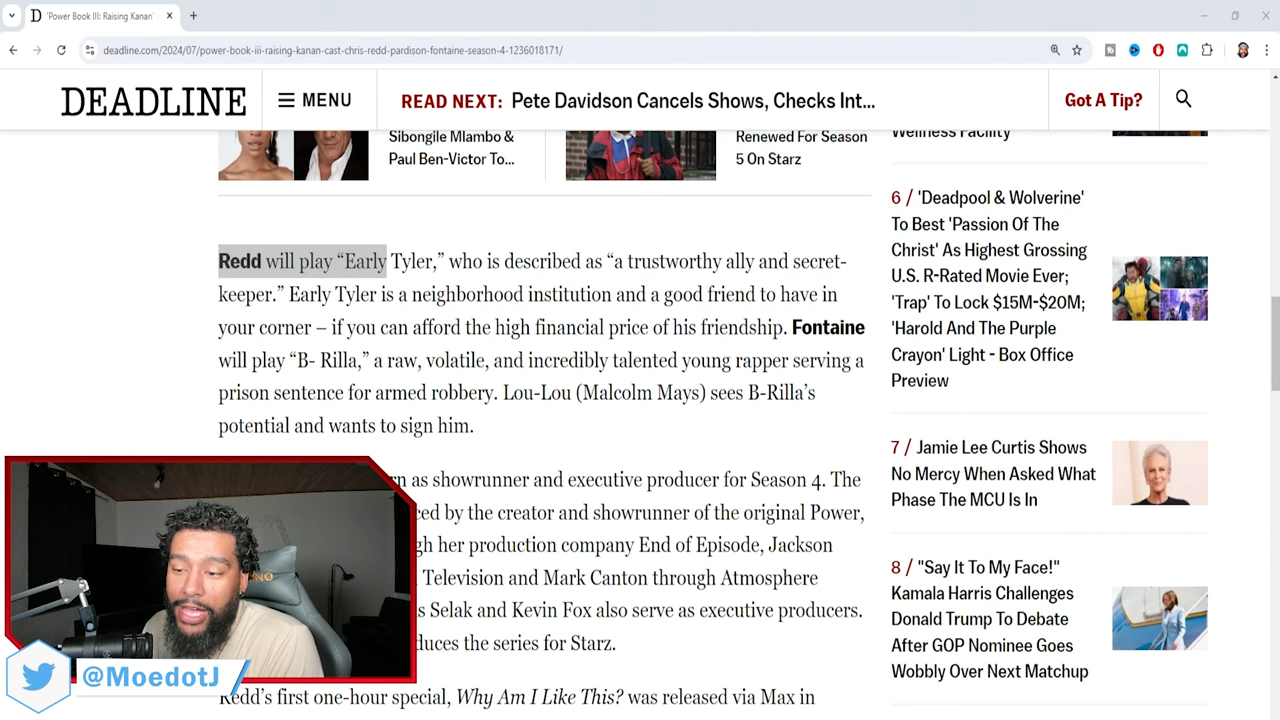 'Power Book III: Raising Kanan'
deadline.com/2024/07/power-book-iii-raising-kanan-cast-chris-redd-pardison-fontaine-season-4-1236018171/
DEADLINE
MENU
READ NEXT: Pete Davidson Cancels Shows, Checks Int...
Got A Tip?
Sibongile Mlambo &
Paul Ben-Victor To...
Renewed For Season
5 On Starz
Wellness Facility
Redd will play “Early Tyler,” who is described as “a trustworthy ally and secret-
keeper.” Early Tyler is a neighborhood institution and a good friend to have in
your corner – if you can afford the high financial price of his friendship. Fontaine
will play “B- Rilla,” a raw, volatile, and incredibly talented young rapper serving a
prison sentence for armed robbery. Lou-Lou (Malcolm Mays) sees B-Rilla’s
potential and wants to sign him.
rn as showrunner and executive producer for Season 4. The
ced by the creator and showrunner of the original Power,
gh her production company End of Episode, Jackson
Television and Mark Canton through Atmosphere
s Selak and Kevin Fox also serve as executive producers.
duces the series for Starz.
Redd’s first one-hour special, Why Am I Like This? was released via Max in
6 / 'Deadpool & Wolverine'
To Best 'Passion Of The
Christ' As Highest Grossing
U.S. R-Rated Movie Ever;
'Trap' To Lock $15M-$20M;
'Harold And The Purple
Crayon' Light - Box Office
Preview
7 / Jamie Lee Curtis Shows
No Mercy When Asked What
Phase The MCU Is In
8 / "Say It To My Face!"
Kamala Harris Challenges
Donald Trump To Debate
After GOP Nominee Goes
Wobbly Over Next Matchup
@MoedotJ